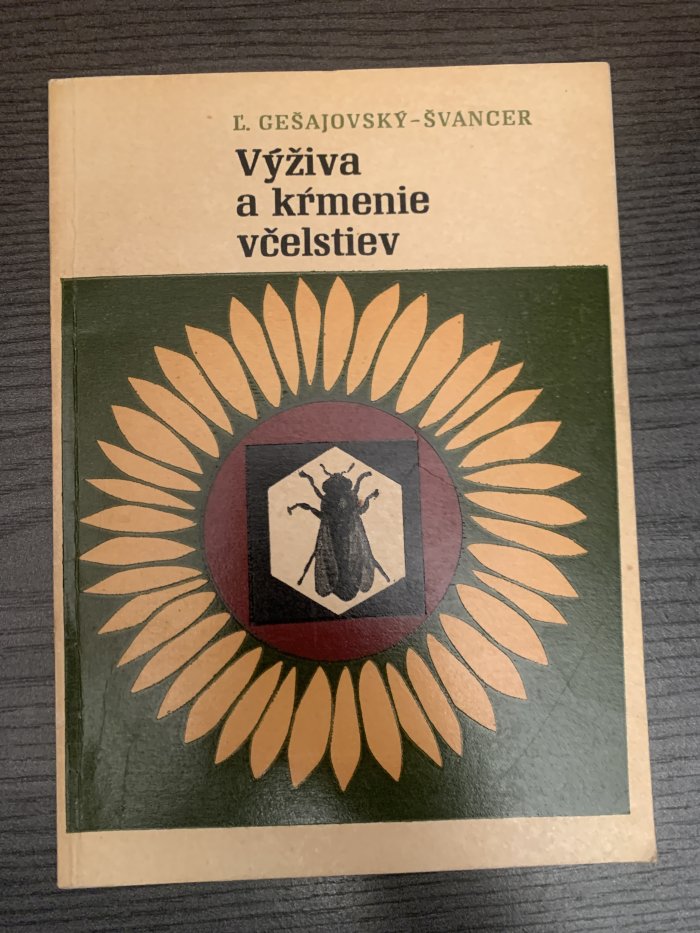 Ľ. GEŠAJOVSKÝ-ŠVANCER
Výživa
a kŕmenie
včelstiev